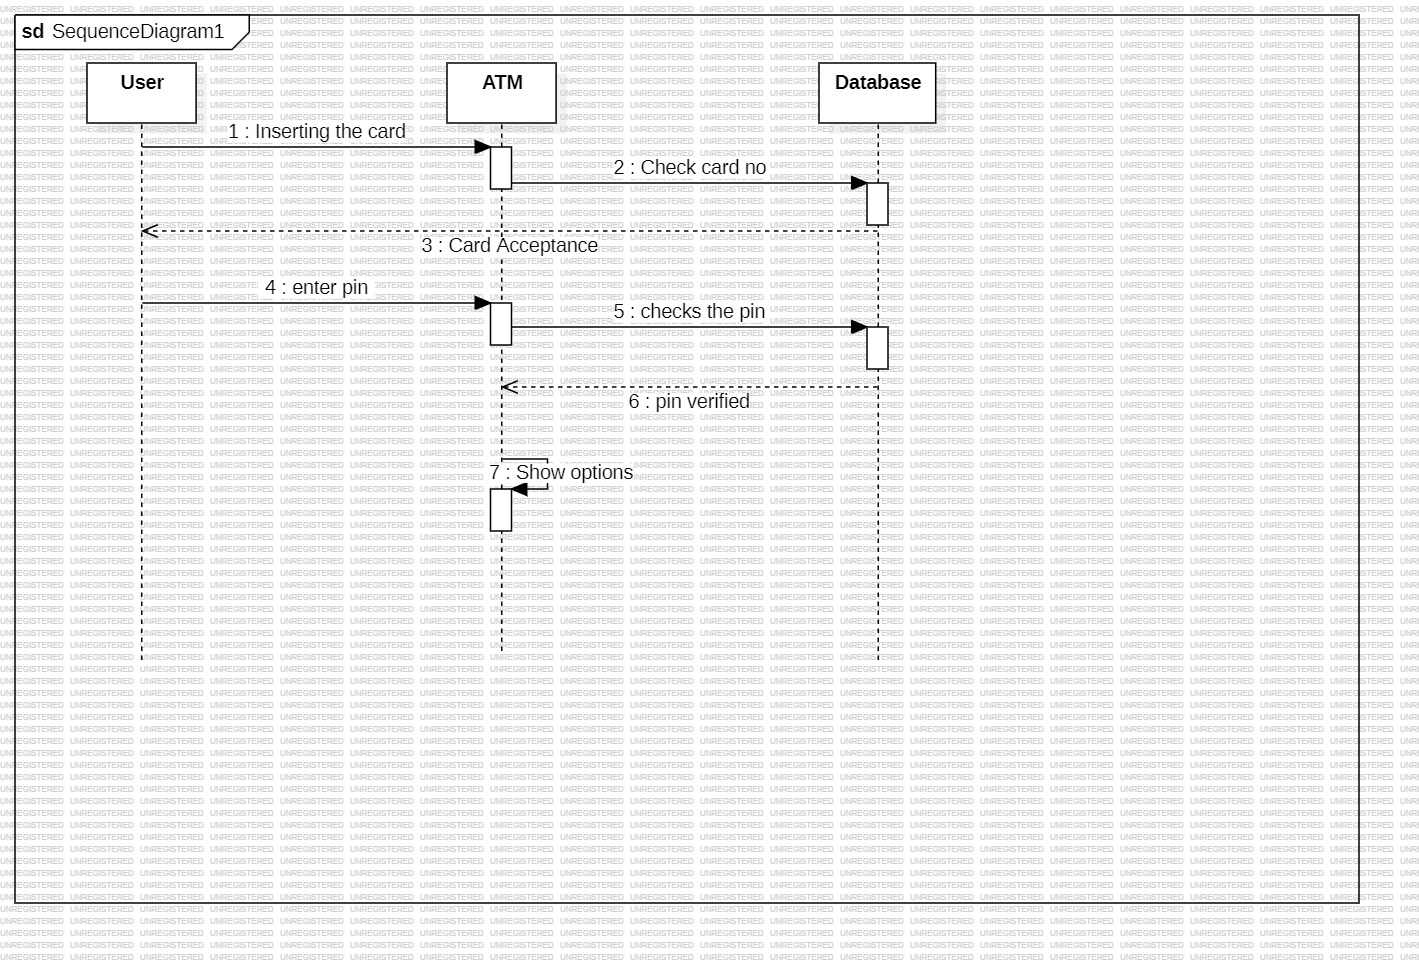 sd SequenceDiagram1
User
ATM
Database
1 : Inserting the card
2 : Check card no
3 : Card Acceptance
4 : enter pin
5 : checks the pin
6 : pin verified
7 : Show options
UNREGISTERED